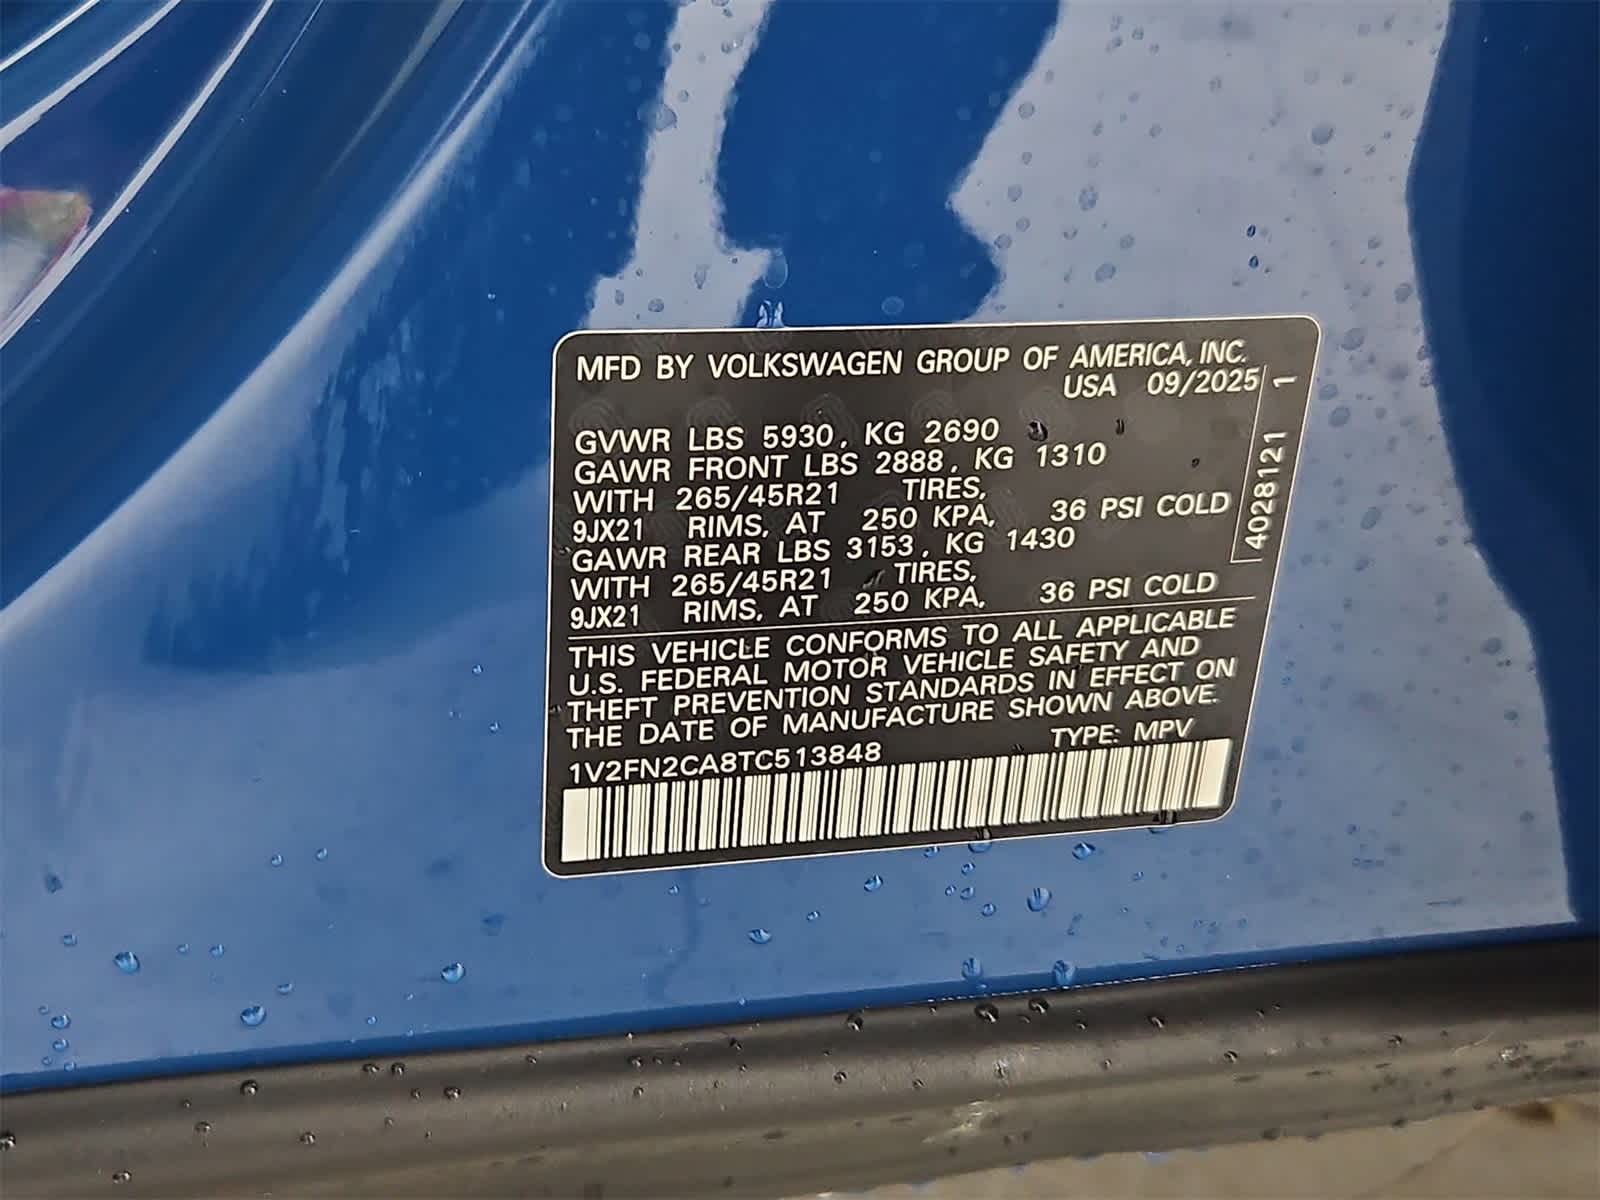 MFD BY VOLKSWAGEN GROUP OF AMERICA, INC.
USA 09/2025
GVWR LBS 5930, KG 2690
GAWR FRONT LBS 2888, KG 1310
WITH 265/45R21 TIRES,
9JX21 RIMS, AT 250 KPA, 36 PSI COLD
GAWR REAR LBS 3153, KG 1430
WITH 265/45R21 TIRES,
9JX21 RIMS, AT 250 KPA, 36 PSI COLD
THIS VEHICLE CONFORMS TO ALL APPLICABLE
U.S. FEDERAL MOTOR VEHICLE SAFETY AND
THEFT PREVENTION STANDARDS IN EFFECT ON
THE DATE OF MANUFACTURE SHOWN ABOVE.
1V2FN2CA8TC513848 TYPE: MPV
4028121 1